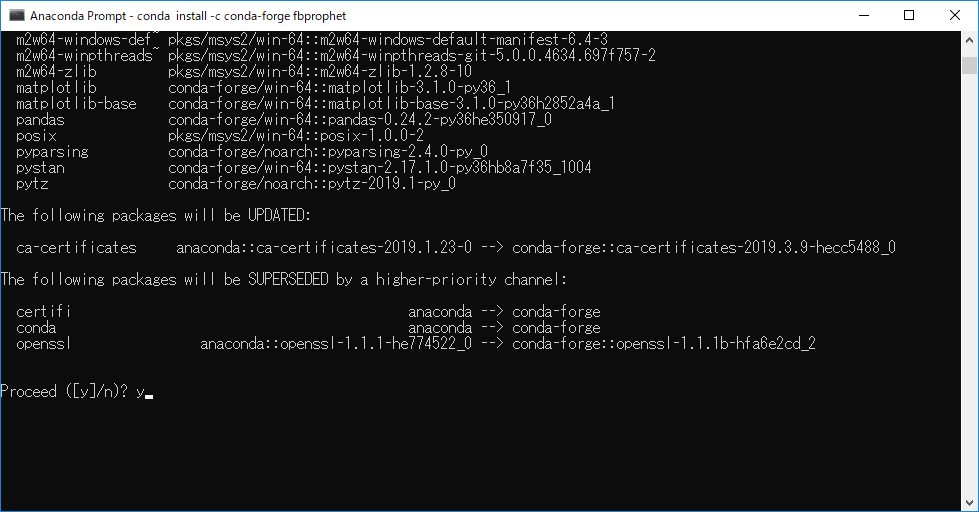 Anaconda Prompt - conda  install -c conda-forge fbprophet
m2w64-windows-def~ pkgs/msys2/win-64::m2w64-windows-default-manifest-6.4-3
m2w64-winpthreads~ pkgs/msys2/win-64::m2w64-winpthreads-git-5.0.0.4634.697f757-2
m2w64-zlib         pkgs/msys2/win-64::m2w64-zlib-1.2.8-10
matplotlib         conda-forge/win-64::matplotlib-3.1.0-py36_1
matplotlib-base    conda-forge/win-64::matplotlib-base-3.1.0-py36h2852a4a_1
pandas             conda-forge/win-64::pandas-0.24.2-py36he350917_0
posix              pkgs/msys2/win-64::posix-1.0.0-2
pyparsing          conda-forge/noarch::pyparsing-2.4.0-py_0
pystan             conda-forge/win-64::pystan-2.17.1.0-py36hb8a7f35_1004
pytz               conda-forge/noarch::pytz-2019.1-py_0
The following packages will be UPDATED:
ca-certificates     anaconda::ca-certificates-2019.1.23-0 --> conda-forge::ca-certificates-2019.3.9-hecc5488_0
The following packages will be SUPERSEDED by a higher-priority channel:
certifi                                          anaconda --> conda-forge
conda                                            anaconda --> conda-forge
openssl                anaconda::openssl-1.1.1-he774522_0 --> conda-forge::openssl-1.1.1b-hfa6e2cd_2
Proceed ([y]/n)? y